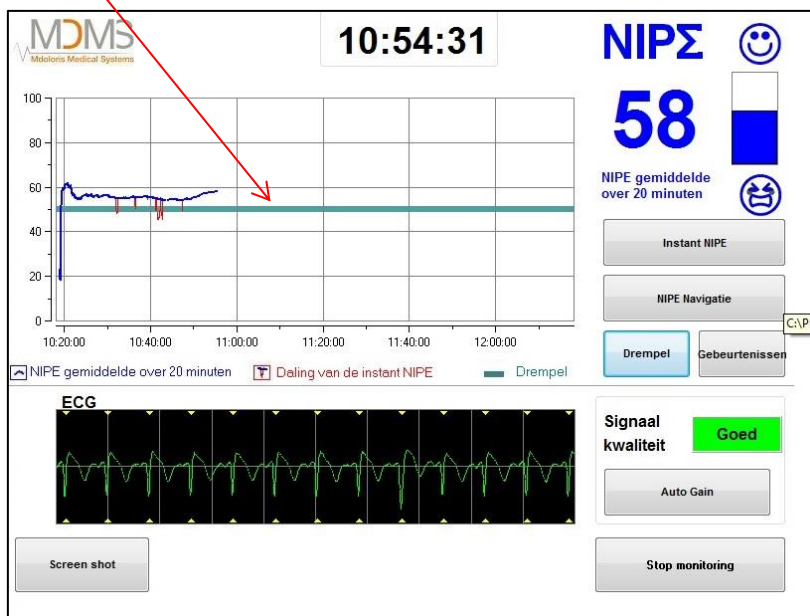 MDMS
Mdoloris Medical Systems
10:54:31
NIPΣ
58
NIPE gemiddelde
over 20 minuten
100
80
60
40
20
0
10:20:00 10:40:00 11:00:00 11:20:00 11:40:00 12:00:00
NIPE gemiddelde over 20 minuten Daling van de instant NIPE Drempel
Instant NIPE
NIPE Navigatie
C:\P
Drempel Gebeurtenissen
ECG
Signaal
kwaliteit
Goed
Auto Gain
Screen shot
Stop monitoring